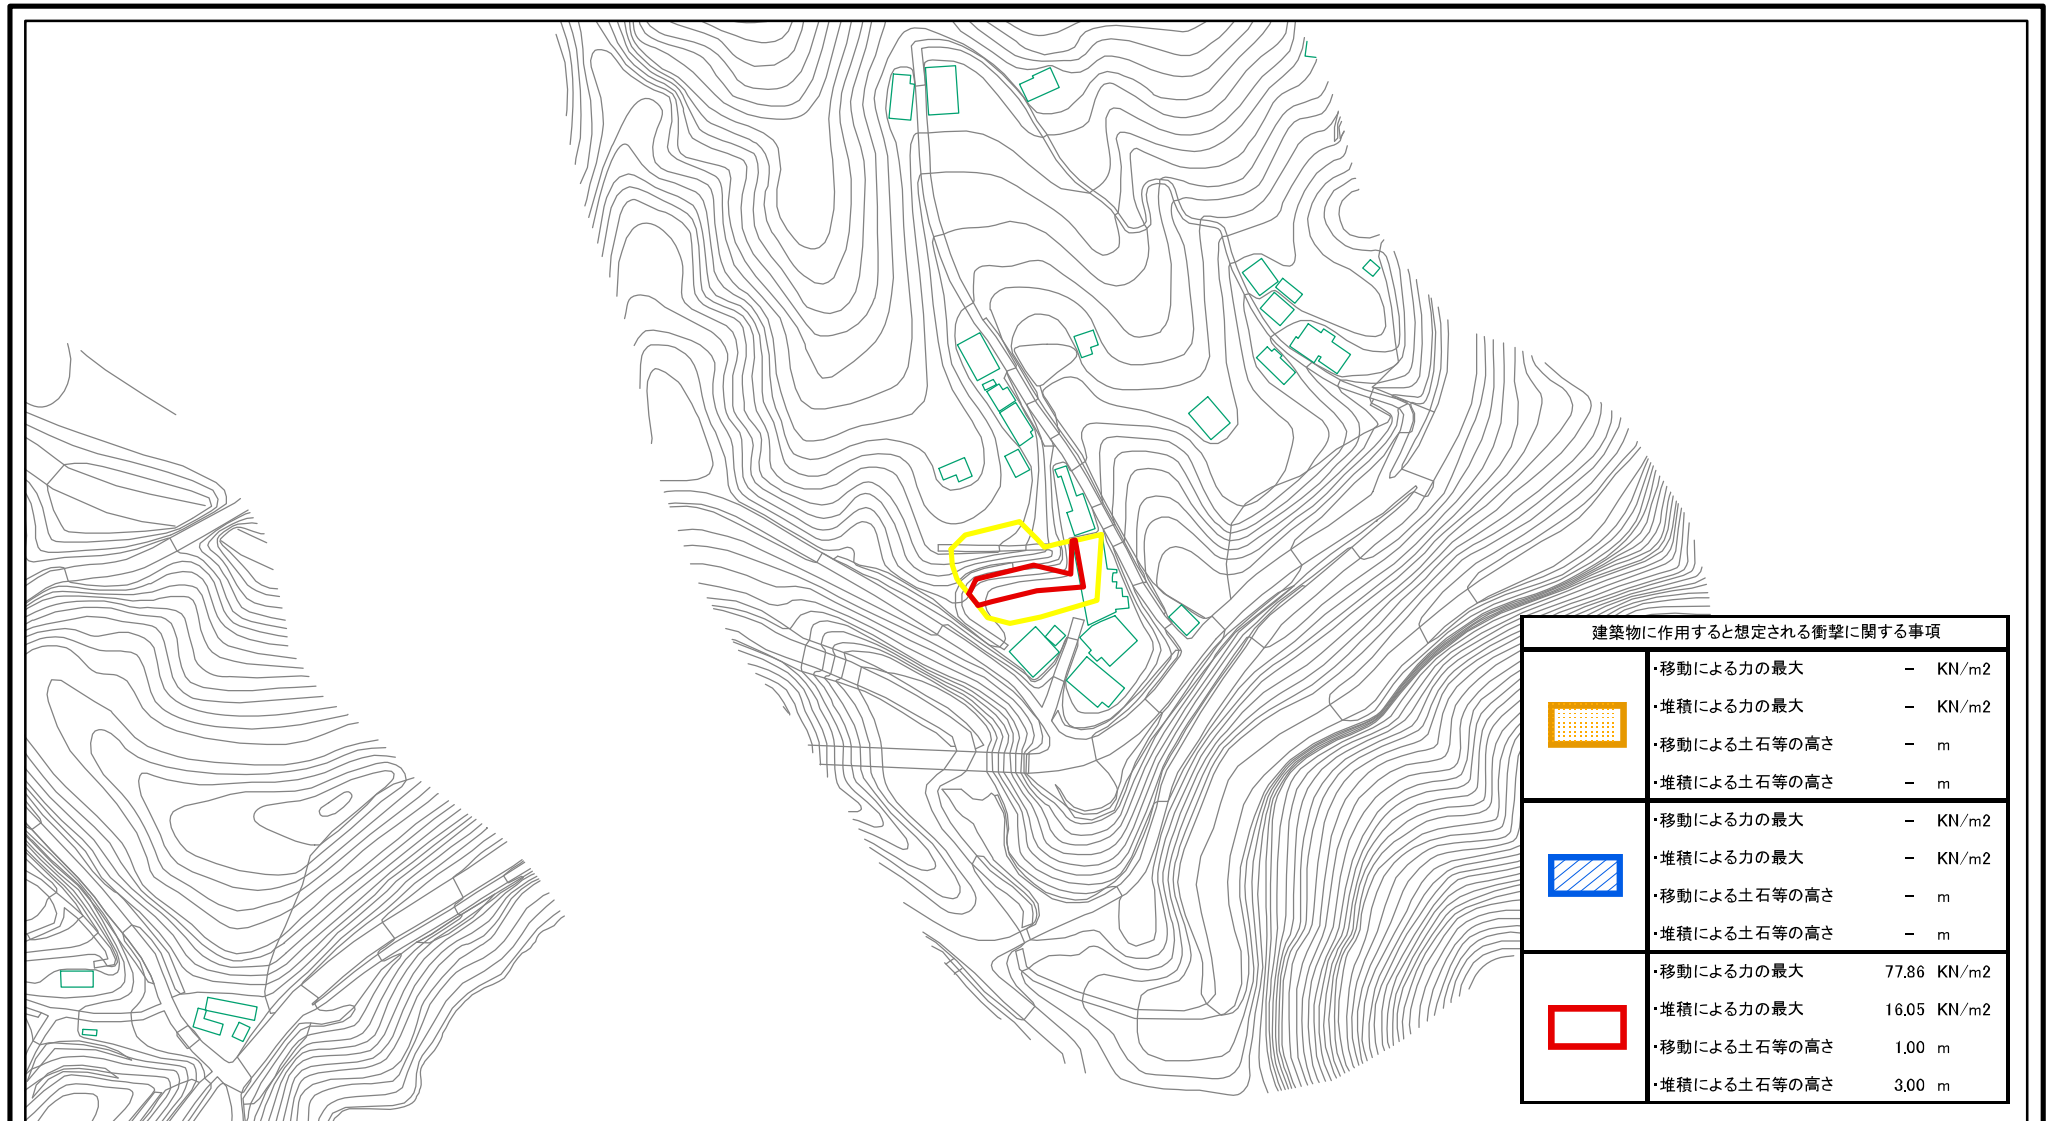 建築物に作用すると想定される衝撃に関する事項
・移動による力の最大 － KN/m2
・堆積による力の最大 － KN/m2
・移動による土石等の高さ － m
・堆積による土石等の高さ － m
・移動による力の最大 － KN/m2
・堆積による力の最大 － KN/m2
・移動による土石等の高さ － m
・堆積による土石等の高さ － m
・移動による力の最大 77.86 KN/m2
・堆積による力の最大 16.05 KN/m2
・移動による土石等の高さ 1.00 m
・堆積による土石等の高さ 3.00 m